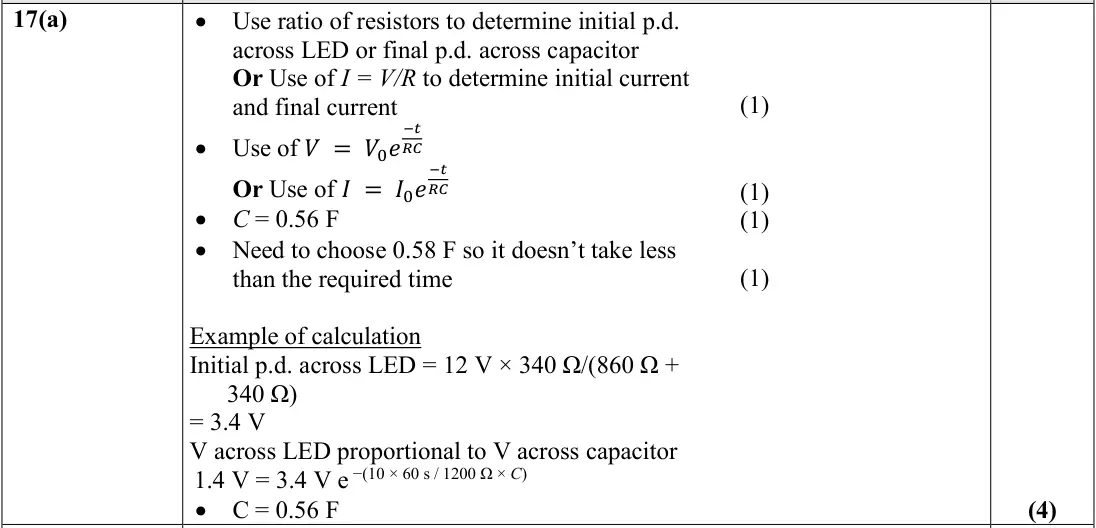 17(a)
• Use ratio of resistors to determine initial p.d.
across LED or final p.d. across capacitor
Or Use of I = V/R to determine initial current
and final current (1)
• Use of V = V₀e^(−t/RC)
Or Use of I = I₀e^(−t/RC) (1)
• C = 0.56 F (1)
• Need to choose 0.58 F so it doesn’t take less
than the required time (1)
Example of calculation
Initial p.d. across LED = 12 V × 340 Ω/(860 Ω +
340 Ω)
= 3.4 V
V across LED proportional to V across capacitor
1.4 V = 3.4 V e^−(10 × 60 s / 1200 Ω × C)
• C = 0.56 F (4)